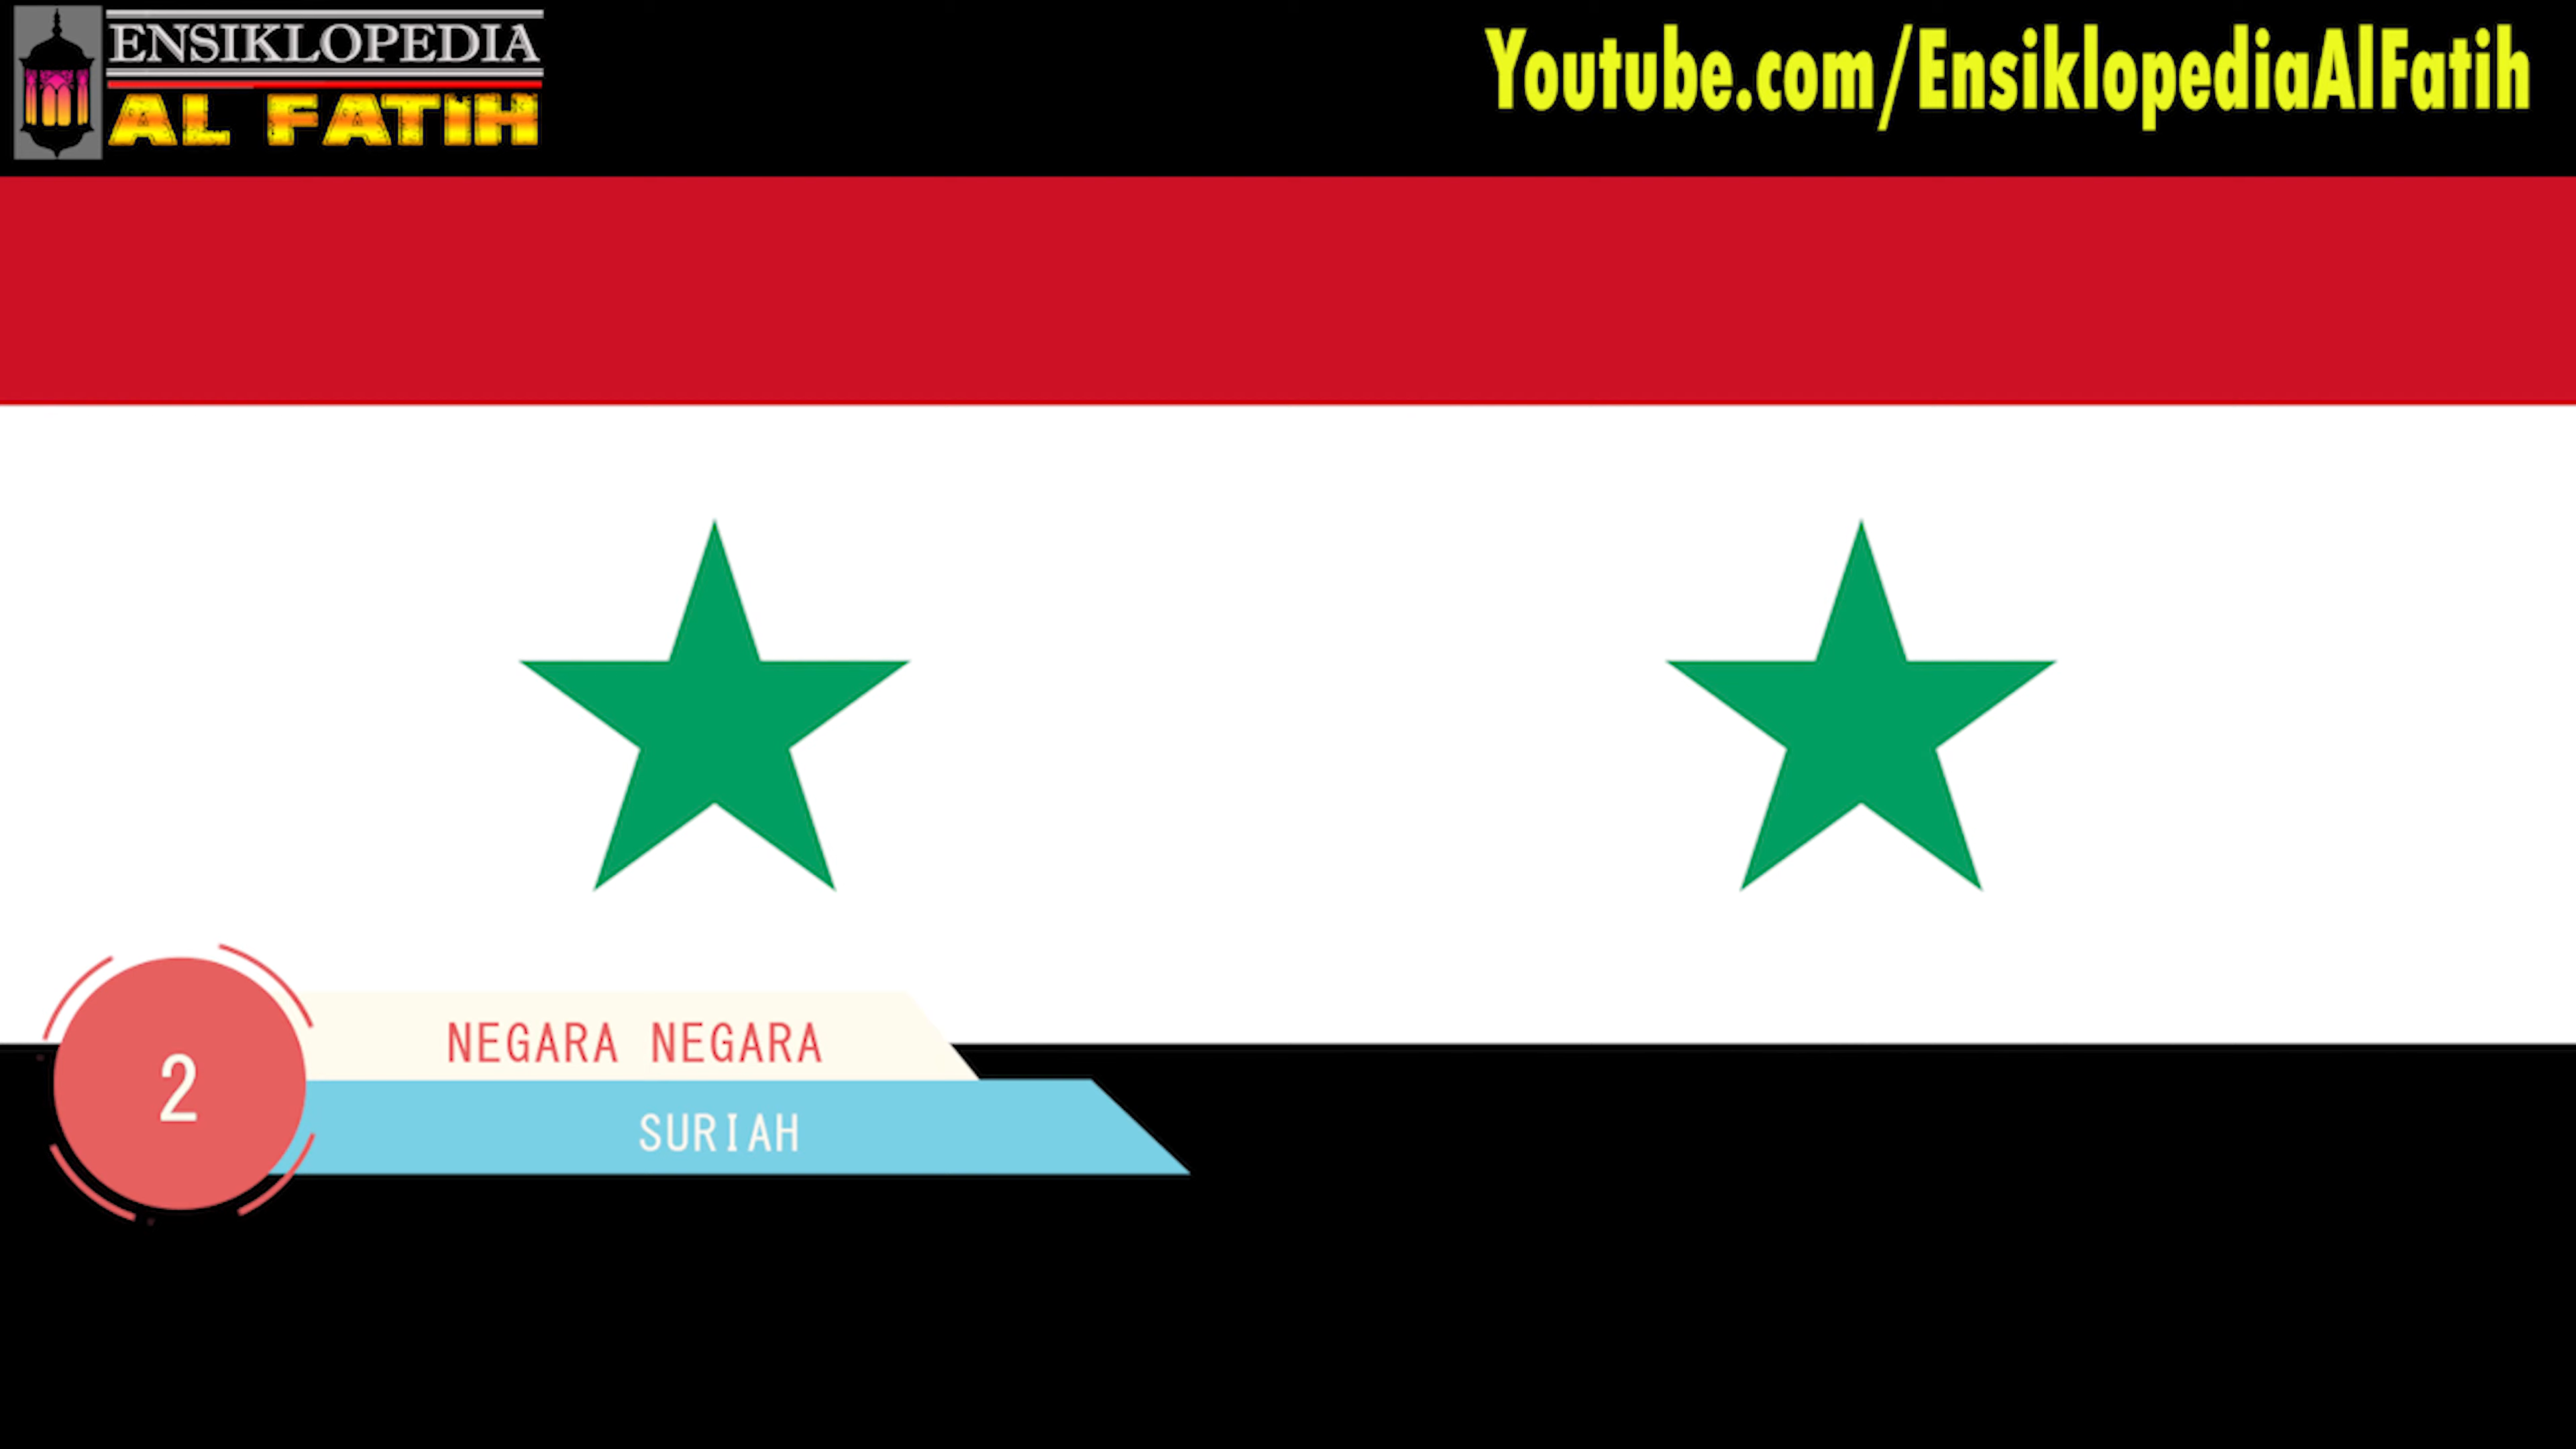 ENSIKLOPEDIA
AL FATIH
Youtube.com/EnsiklopediaAlFatih
2
NEGARA NEGARA
SURIAH